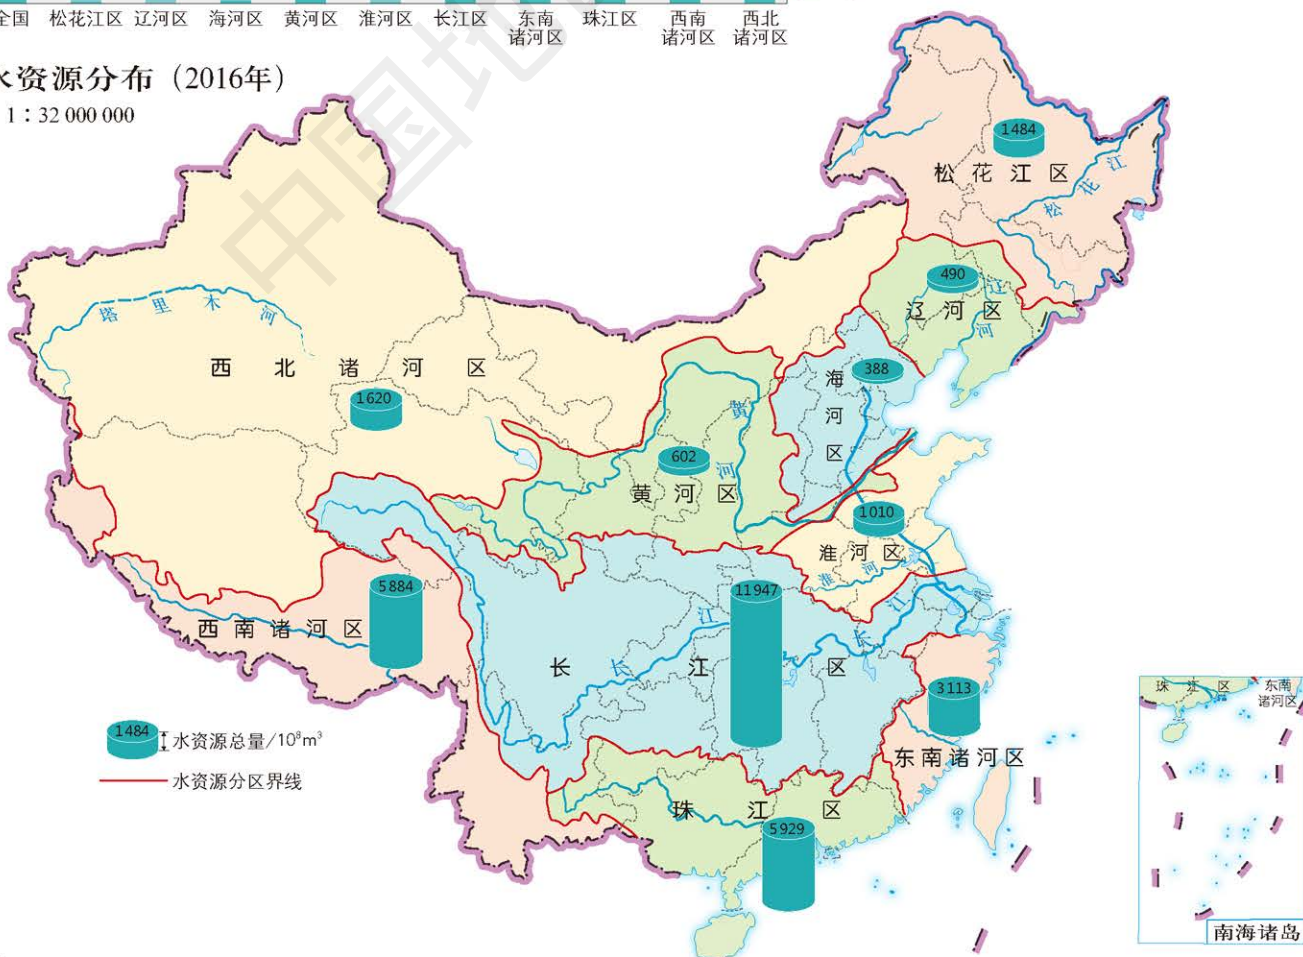 全国 松花江区 辽河区 海河区 黄河区 淮河区 长江区 东南诸河区 珠江区 西南诸河区 西北诸河区
水资源分布（2016年）
1：32 000 000
中国地
1484
松花江区
松花江
490
辽河区
辽河
塔里木河
西北诸河区
1620
388
海河区
602
黄河
黄河区
1010
淮河区
淮河
5884
西南诸河区
11947
长江
长江
长江区
3113
东南诸河区
珠江区
5929
1484 水资源总量/10⁸m³
水资源分区界线
珠江区
东南
诸河区
南海诸岛